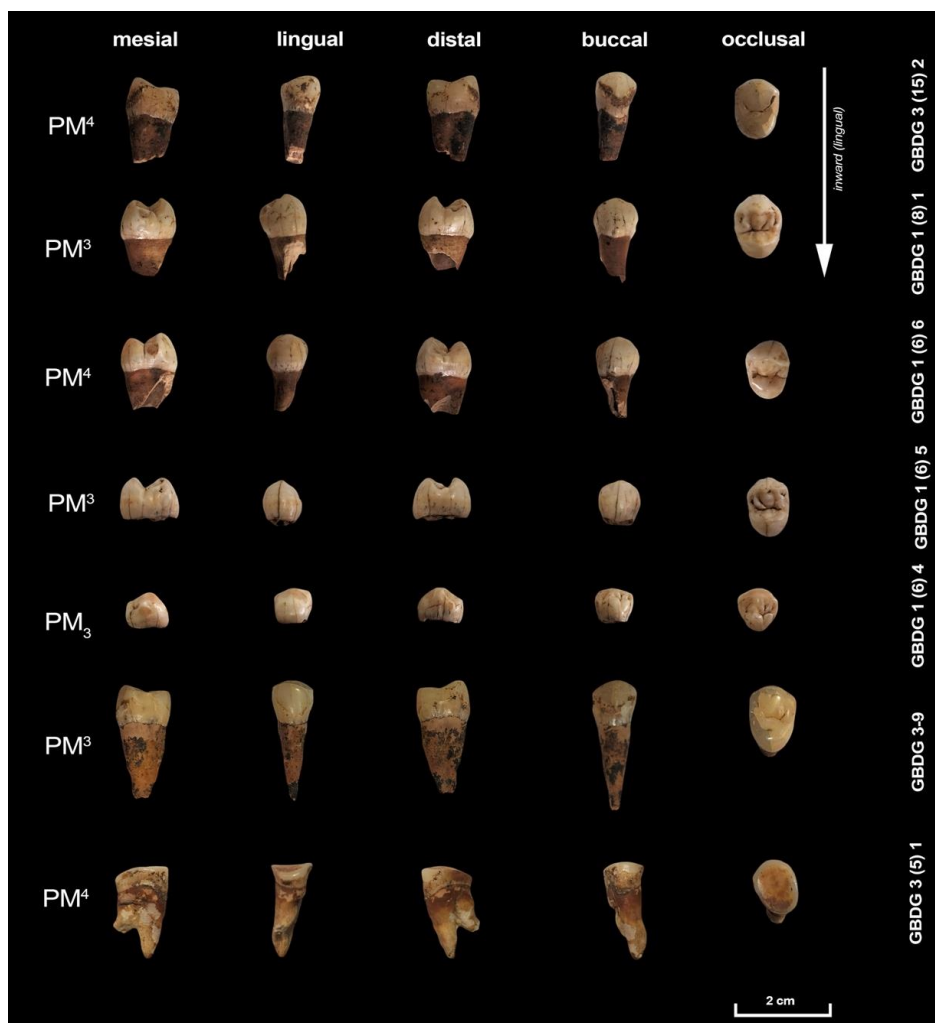 mesial lingual distal buccal occlusal
PM⁴
GBDG 3 (15) 2
inward (lingual)
PM³
GBDG 1 (8) 1
PM⁴
GBDG 1 (6) 6
PM³
GBDG 1 (6) 5
PM₃
GBDG 1 (6) 4
PM³
GBDG 3-9
PM⁴
GBDG 3 (5) 1
2 cm